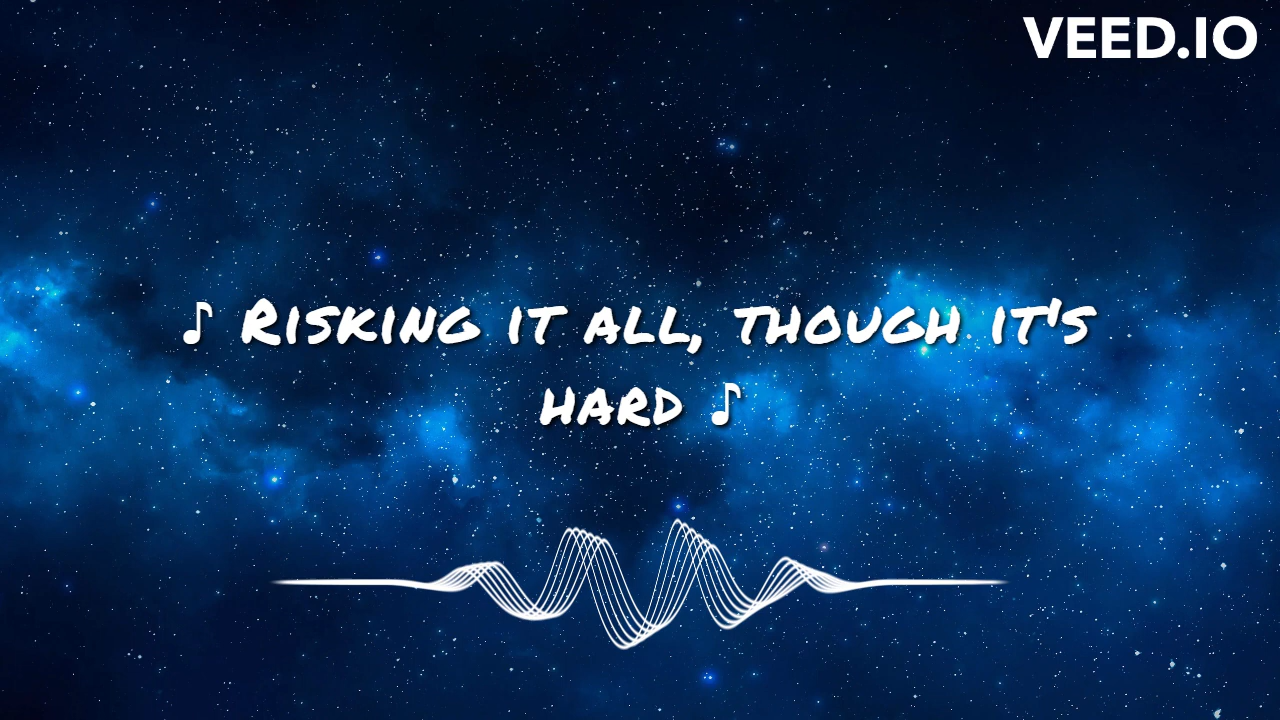 VEED.IO
♪ Risking it all, though it's
hard ♪